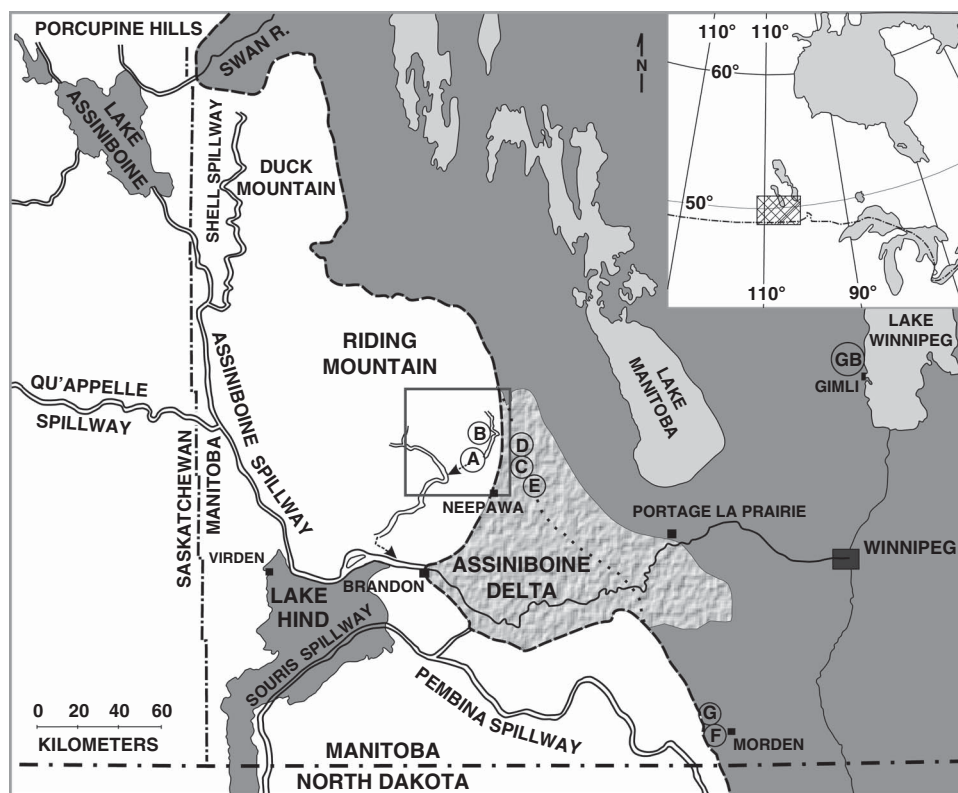 PORCUPINE HILLS
SWAN R.
LAKE
ASSINIBOINE
SHELL SPILLWAY
DUCK
MOUNTAIN
N
110°
110°
60°
50°
110°
90°
RIDING
MOUNTAIN
LAKE
MANITOBA
LAKE
WINNIPEG
GB
GIMLI
QU'APPELLE
SPILLWAY
ASSINIBOINE SPILLWAY
SASKATCHEWAN
MANITOBA
B
A
D
C
E
NEEPAWA
PORTAGE LA PRAIRIE
WINNIPEG
VIRDEN
BRANDON
ASSINIBOINE
DELTA
LAKE
HIND
SOURIS SPILLWAY
PEMBINA SPILLWAY
G
F
MORDEN
0 20 40 60
KILOMETERS
MANITOBA
NORTH DAKOTA